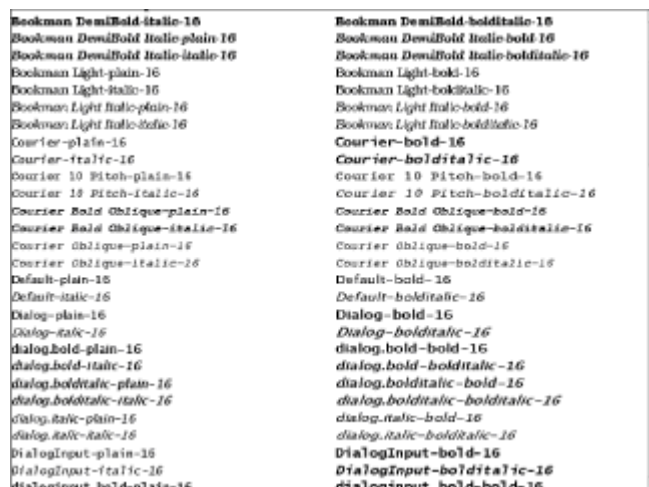 Bookman DemiBold-italic-16 Bookman DemiBold-bolditalic-16
Bookman DemiBold Italic-plain-16 Bookman DemiBold Italic-bold-16
Bookman DemiBold Italic-italic-16 Bookman DemiBold Italic-bolditalic-16
Bookman Light-plain-16 Bookman Light-bold-16
Bookman Light-italic-16 Bookman Light-bolditalic-16
Bookman Light Italic-plain-16 Bookman Light Italic-bold-16
Bookman Light Italic-italic-16 Bookman Light Italic-bolditalic-16
Courier-plain-16 Courier-bold-16
Courier-italic-16 Courier-bolditalic-16
Courier 10 Pitch-plain-16 Courier 10 Pitch-bold-16
Courier 10 Pitch-italic-16 Courier 10 Pitch-bolditalic-16
Courier Bold Oblique-plain-16 Courier Bold Oblique-bold-16
Courier Bold Oblique-italic-16 Courier Bold Oblique-bolditalic-16
Courier Oblique-plain-16 Courier Oblique-bold-16
Courier Oblique-italic-16 Courier Oblique-bolditalic-16
Default-plain-16 Default-bold-16
Default-italic-16 Default-bolditalic-16
Dialog-plain-16 Dialog-bold-16
Dialog-italic-16 Dialog-bolditalic-16
dialog.bold-plain-16 dialog.bold-bold-16
dialog.bold-italic-16 dialog.bold-bolditalic-16
dialog.bolditalic-plain-16 dialog.bolditalic-bold-16
dialog.bolditalic-italic-16 dialog.bolditalic-bolditalic-16
dialog.italic-plain-16 dialog.italic-bold-16
dialog.italic-italic-16 dialog.italic-bolditalic-16
DialogInput-plain-16 DialogInput-bold-16
DialogInput-italic-16 DialogInput-bolditalic-16
dialoginput.bold-plain-16 dialoginput.bold-bold-16